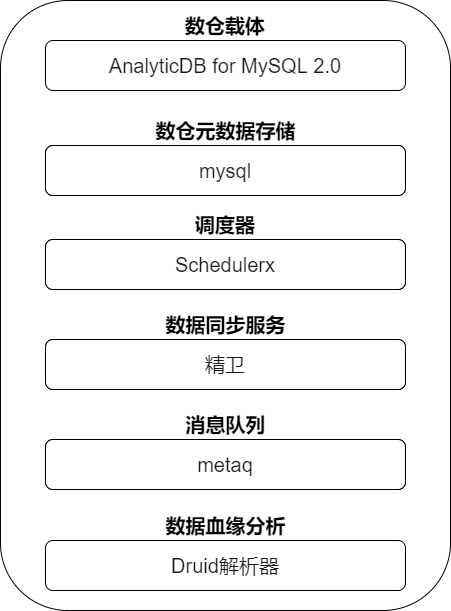 数仓载体
AnalyticDB for MySQL 2.0
数仓元数据存储
mysql
调度器
Schedulerx
数据同步服务
精卫
消息队列
metaq
数据血缘分析
Druid解析器